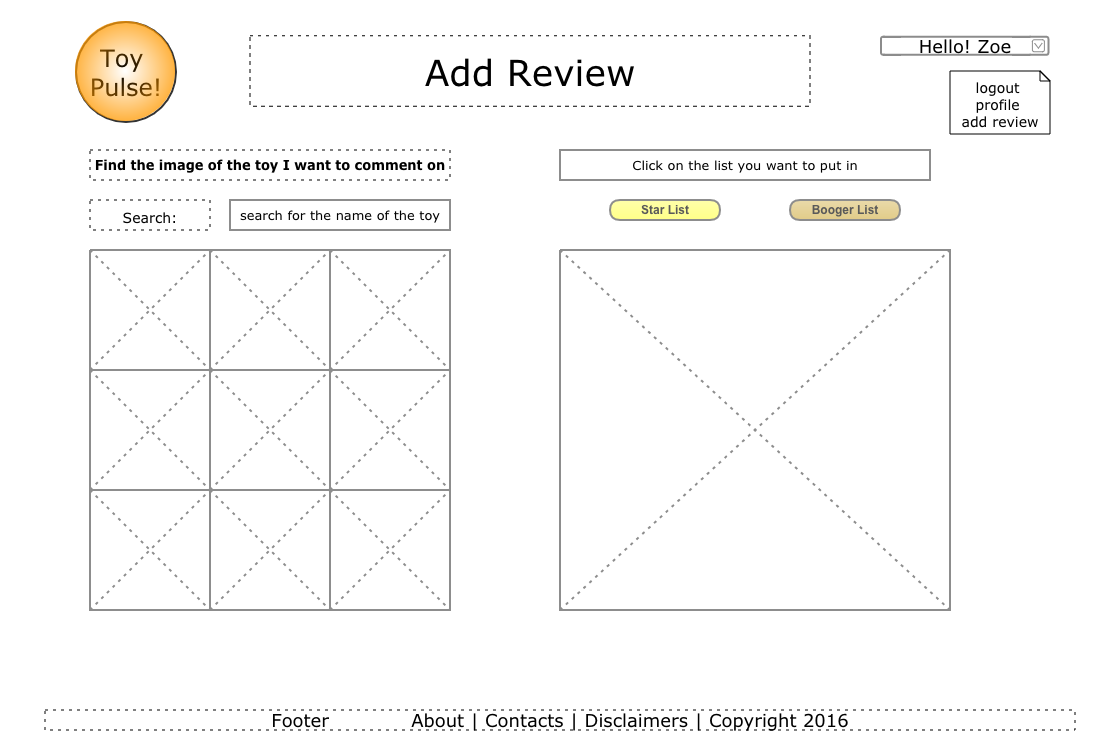 Toy
Pulse!
Add Review
Hello! Zoe
logout
profile
add review
Find the image of the toy I want to comment on
Click on the list you want to put in
Search:
search for the name of the toy
Star List
Booger List
Footer
About | Contacts | Disclaimers | Copyright 2016